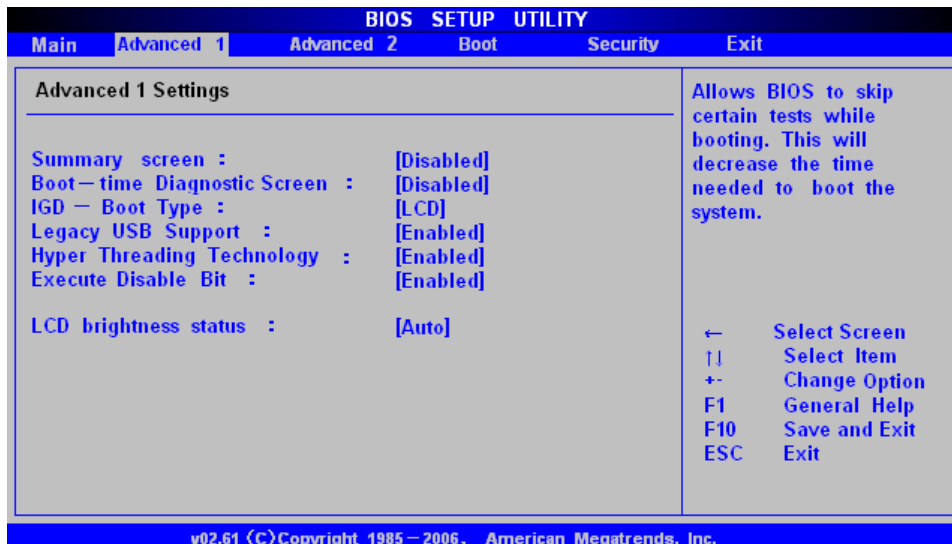 BIOS SETUP UTILITY
Main Advanced 1 Advanced 2 Boot Security Exit
Advanced 1 Settings
Summary screen : [Disabled]
Boot-time Diagnostic Screen : [Disabled]
IGD - Boot Type : [LCD]
Legacy USB Support : [Enabled]
Hyper Threading Technology : [Enabled]
Execute Disable Bit : [Enabled]
LCD brightness status : [Auto]
Allows BIOS to skip
certain tests while
booting. This will
decrease the time
needed to boot the
system.
← Select Screen
↑↓ Select Item
+- Change Option
F1 General Help
F10 Save and Exit
ESC Exit
v02.61 (C)Copyright 1985-2006, American Megatrends, Inc.